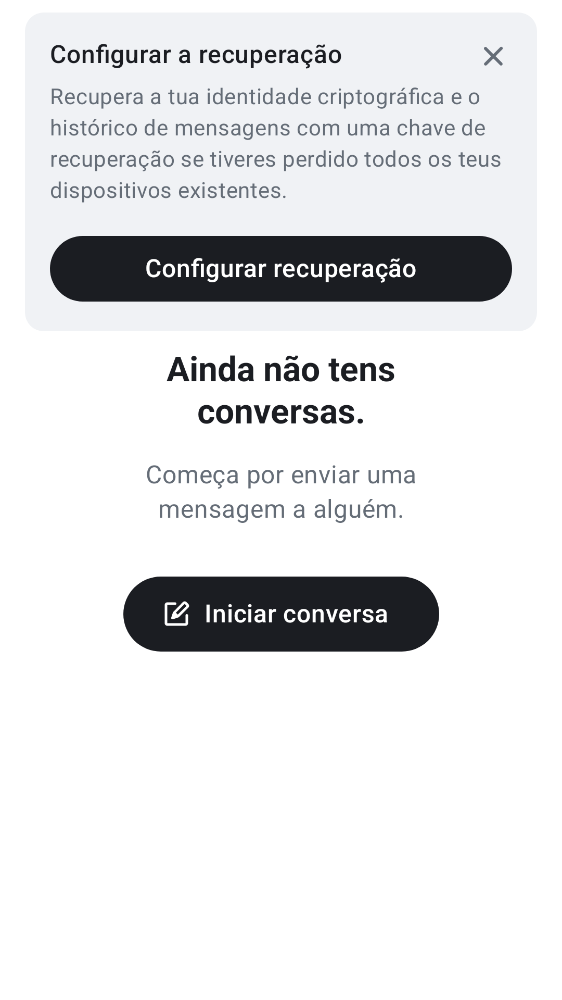 Configurar a recuperação
Recupera a tua identidade criptográfica e o
histórico de mensagens com uma chave de
recuperação se tiveres perdido todos os teus
dispositivos existentes.
Configurar recuperação
Ainda não tens
conversas.
Começa por enviar uma
mensagem a alguém.
Iniciar conversa